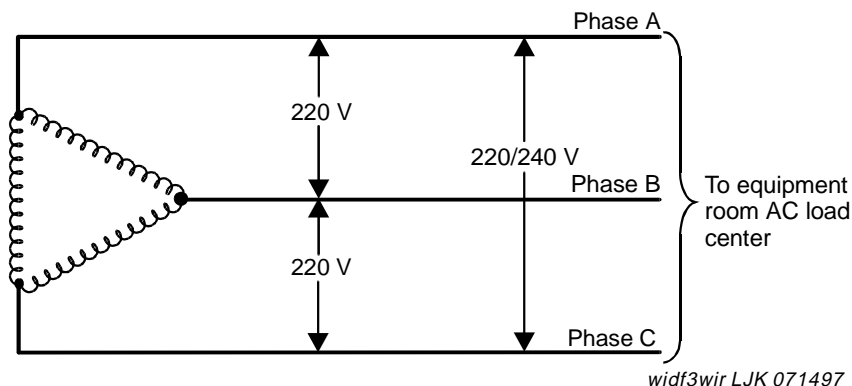 Phase A
220 V
220/240 V
Phase B
To equipment
room AC load
center
220 V
Phase C
widf3wir LJK 071497